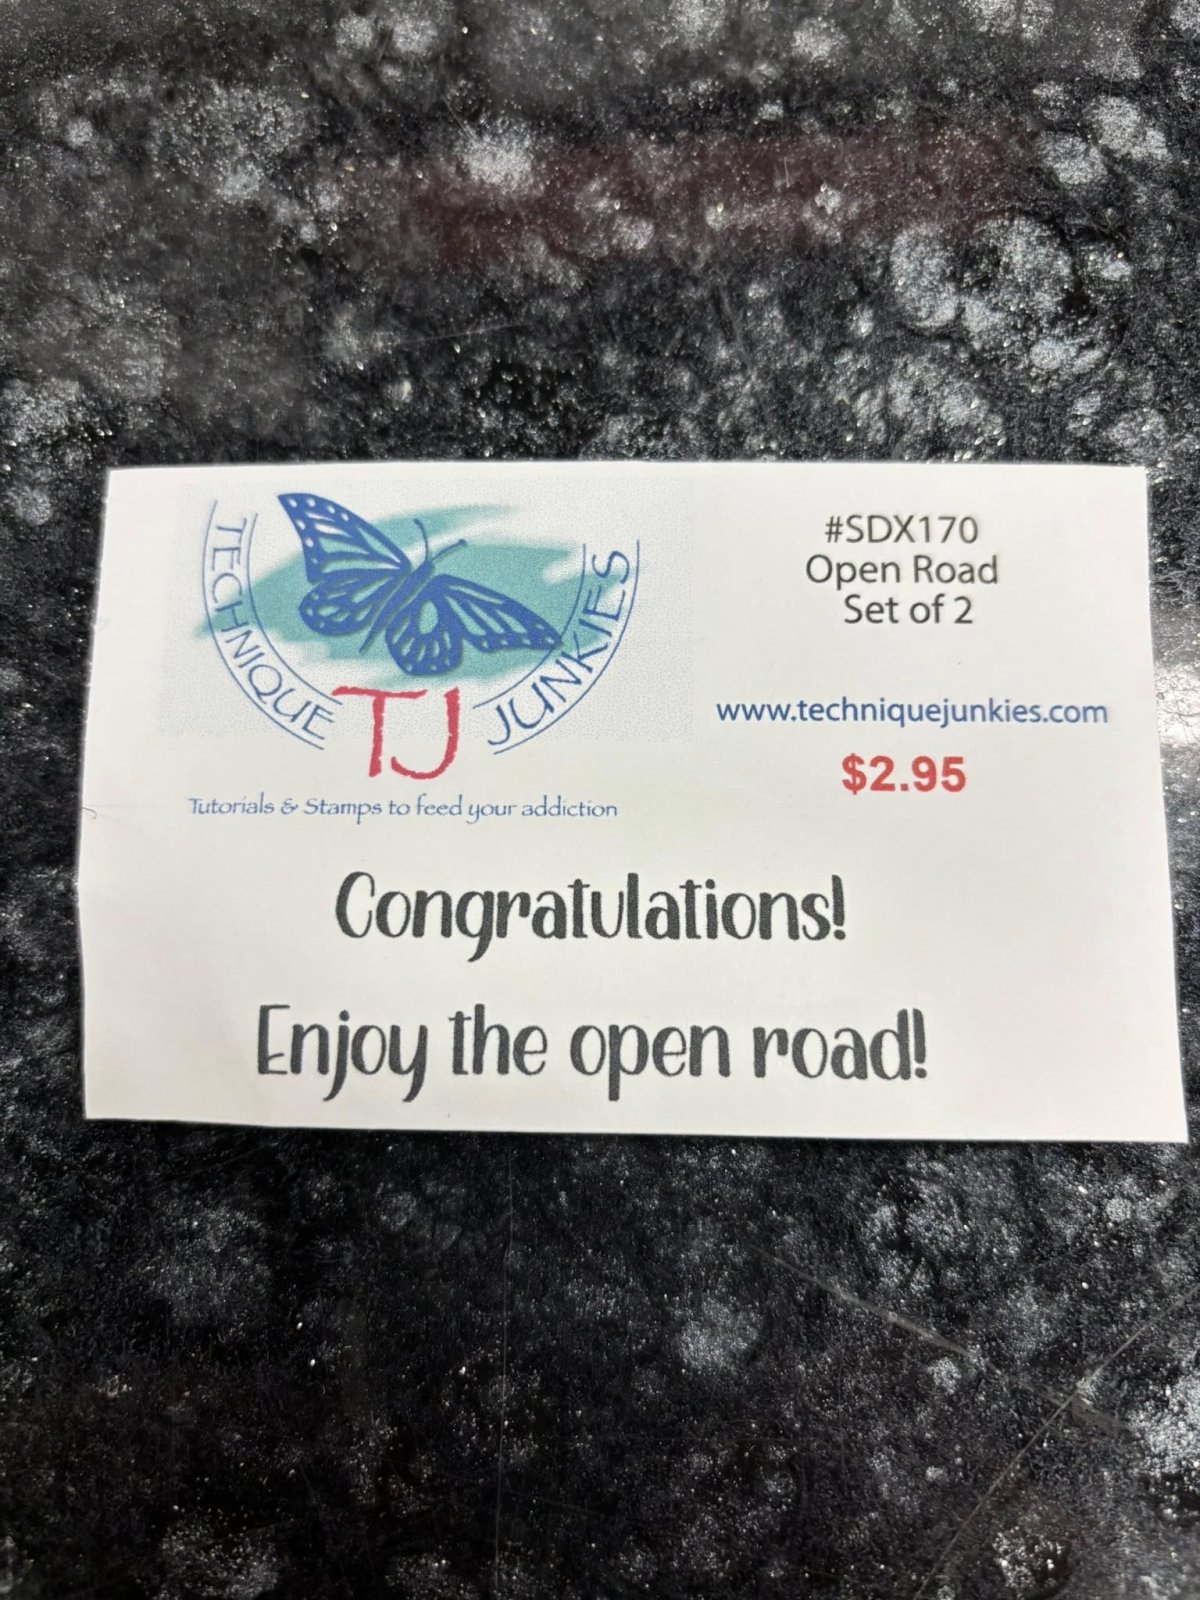 TECHNIQUE JUNKIES
TJ
Tutorials & Stamps to feed your addiction
#SDX170
Open Road
Set of 2
www.techniquejunkies.com
$2.95
Congratulations!
Enjoy the open road!